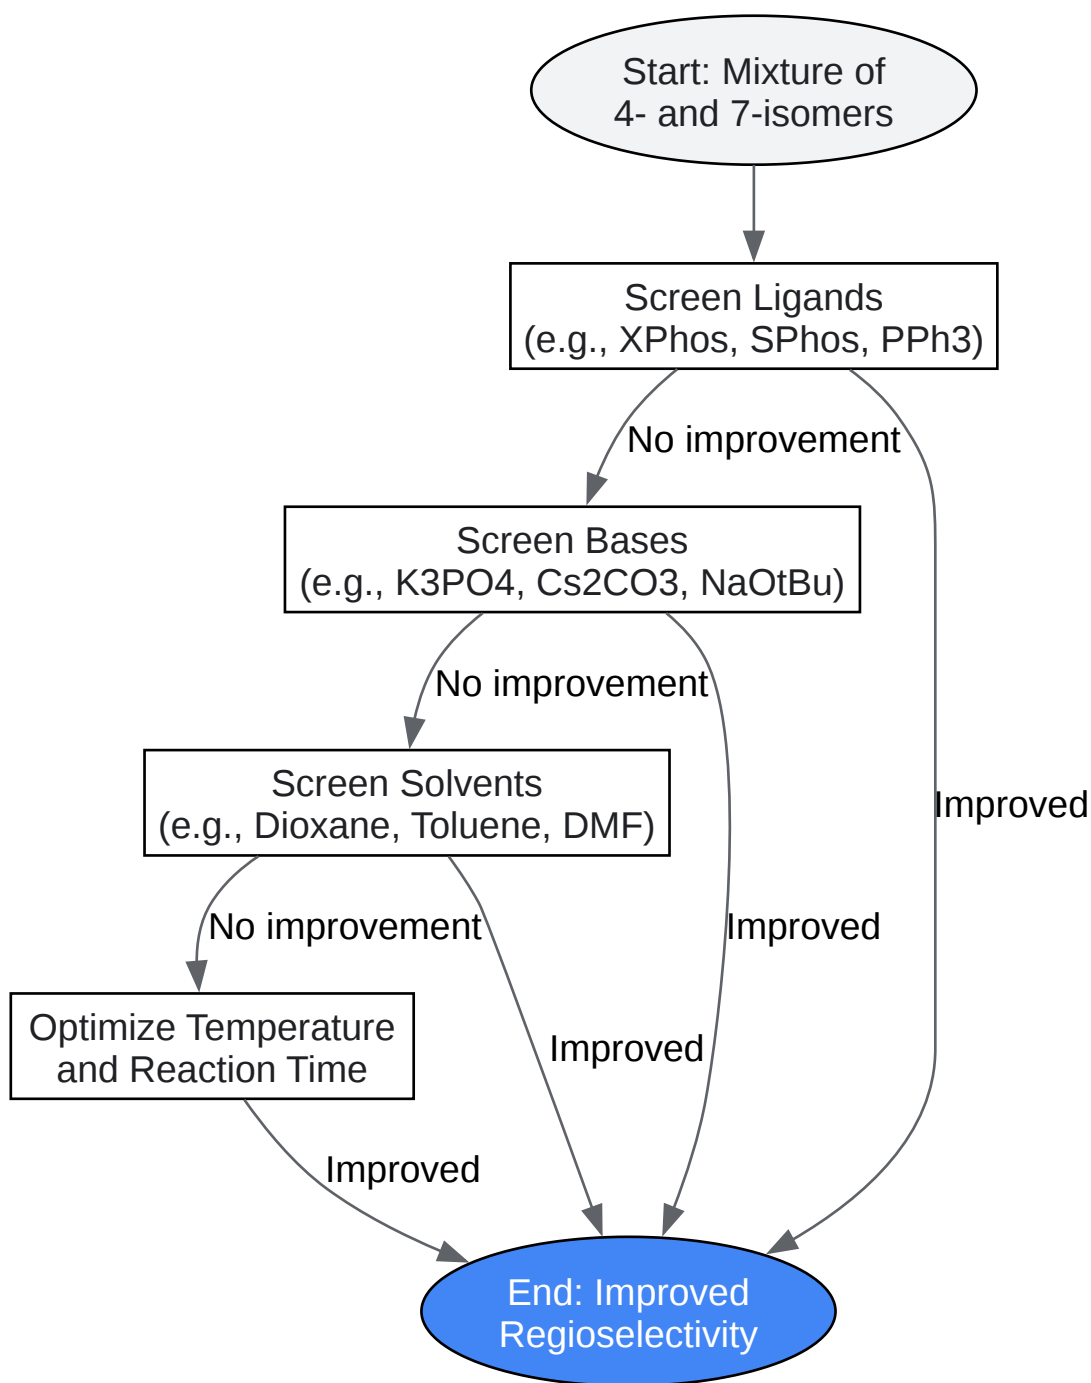 Start: Mixture of
4- and 7-isomers
Screen Ligands
(e.g., XPhos, SPhos, PPh3)
No improvement
Screen Bases
(e.g., K3PO4, Cs2CO3, NaOtBu)
No improvement
Screen Solvents
(e.g., Dioxane, Toluene, DMF)
Improved
No improvement
Improved
Optimize Temperature
and Reaction Time
Improved
Improved
End: Improved
Regioselectivity